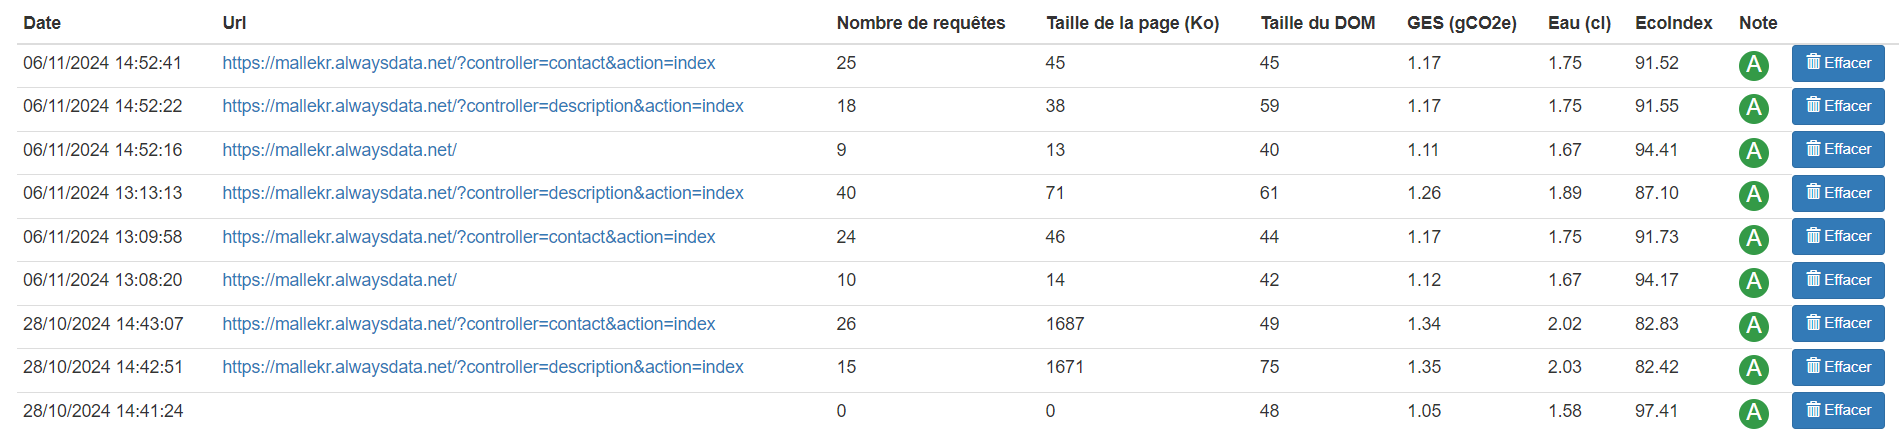 Date Url Nombre de requêtes Taille de la page (Ko) Taille du DOM GES (gCO2e) Eau (cl) EcoIndex Note
06/11/2024 14:52:41 https://mallekr.alwaysdata.net/?controller=contact&action=index 25 45 45 1.17 1.75 91.52 A Effacer
06/11/2024 14:52:22 https://mallekr.alwaysdata.net/?controller=description&action=index 18 38 59 1.17 1.75 91.55 A Effacer
06/11/2024 14:52:16 https://mallekr.alwaysdata.net/ 9 13 40 1.11 1.67 94.41 A Effacer
06/11/2024 13:13:13 https://mallekr.alwaysdata.net/?controller=description&action=index 40 71 61 1.26 1.89 87.10 A Effacer
06/11/2024 13:09:58 https://mallekr.alwaysdata.net/?controller=contact&action=index 24 46 44 1.17 1.75 91.73 A Effacer
06/11/2024 13:08:20 https://mallekr.alwaysdata.net/ 10 14 42 1.12 1.67 94.17 A Effacer
28/10/2024 14:43:07 https://mallekr.alwaysdata.net/?controller=contact&action=index 26 1687 49 1.34 2.02 82.83 A Effacer
28/10/2024 14:42:51 https://mallekr.alwaysdata.net/?controller=description&action=index 15 1671 75 1.35 2.03 82.42 A Effacer
28/10/2024 14:41:24 0 0 48 1.05 1.58 97.41 A Effacer